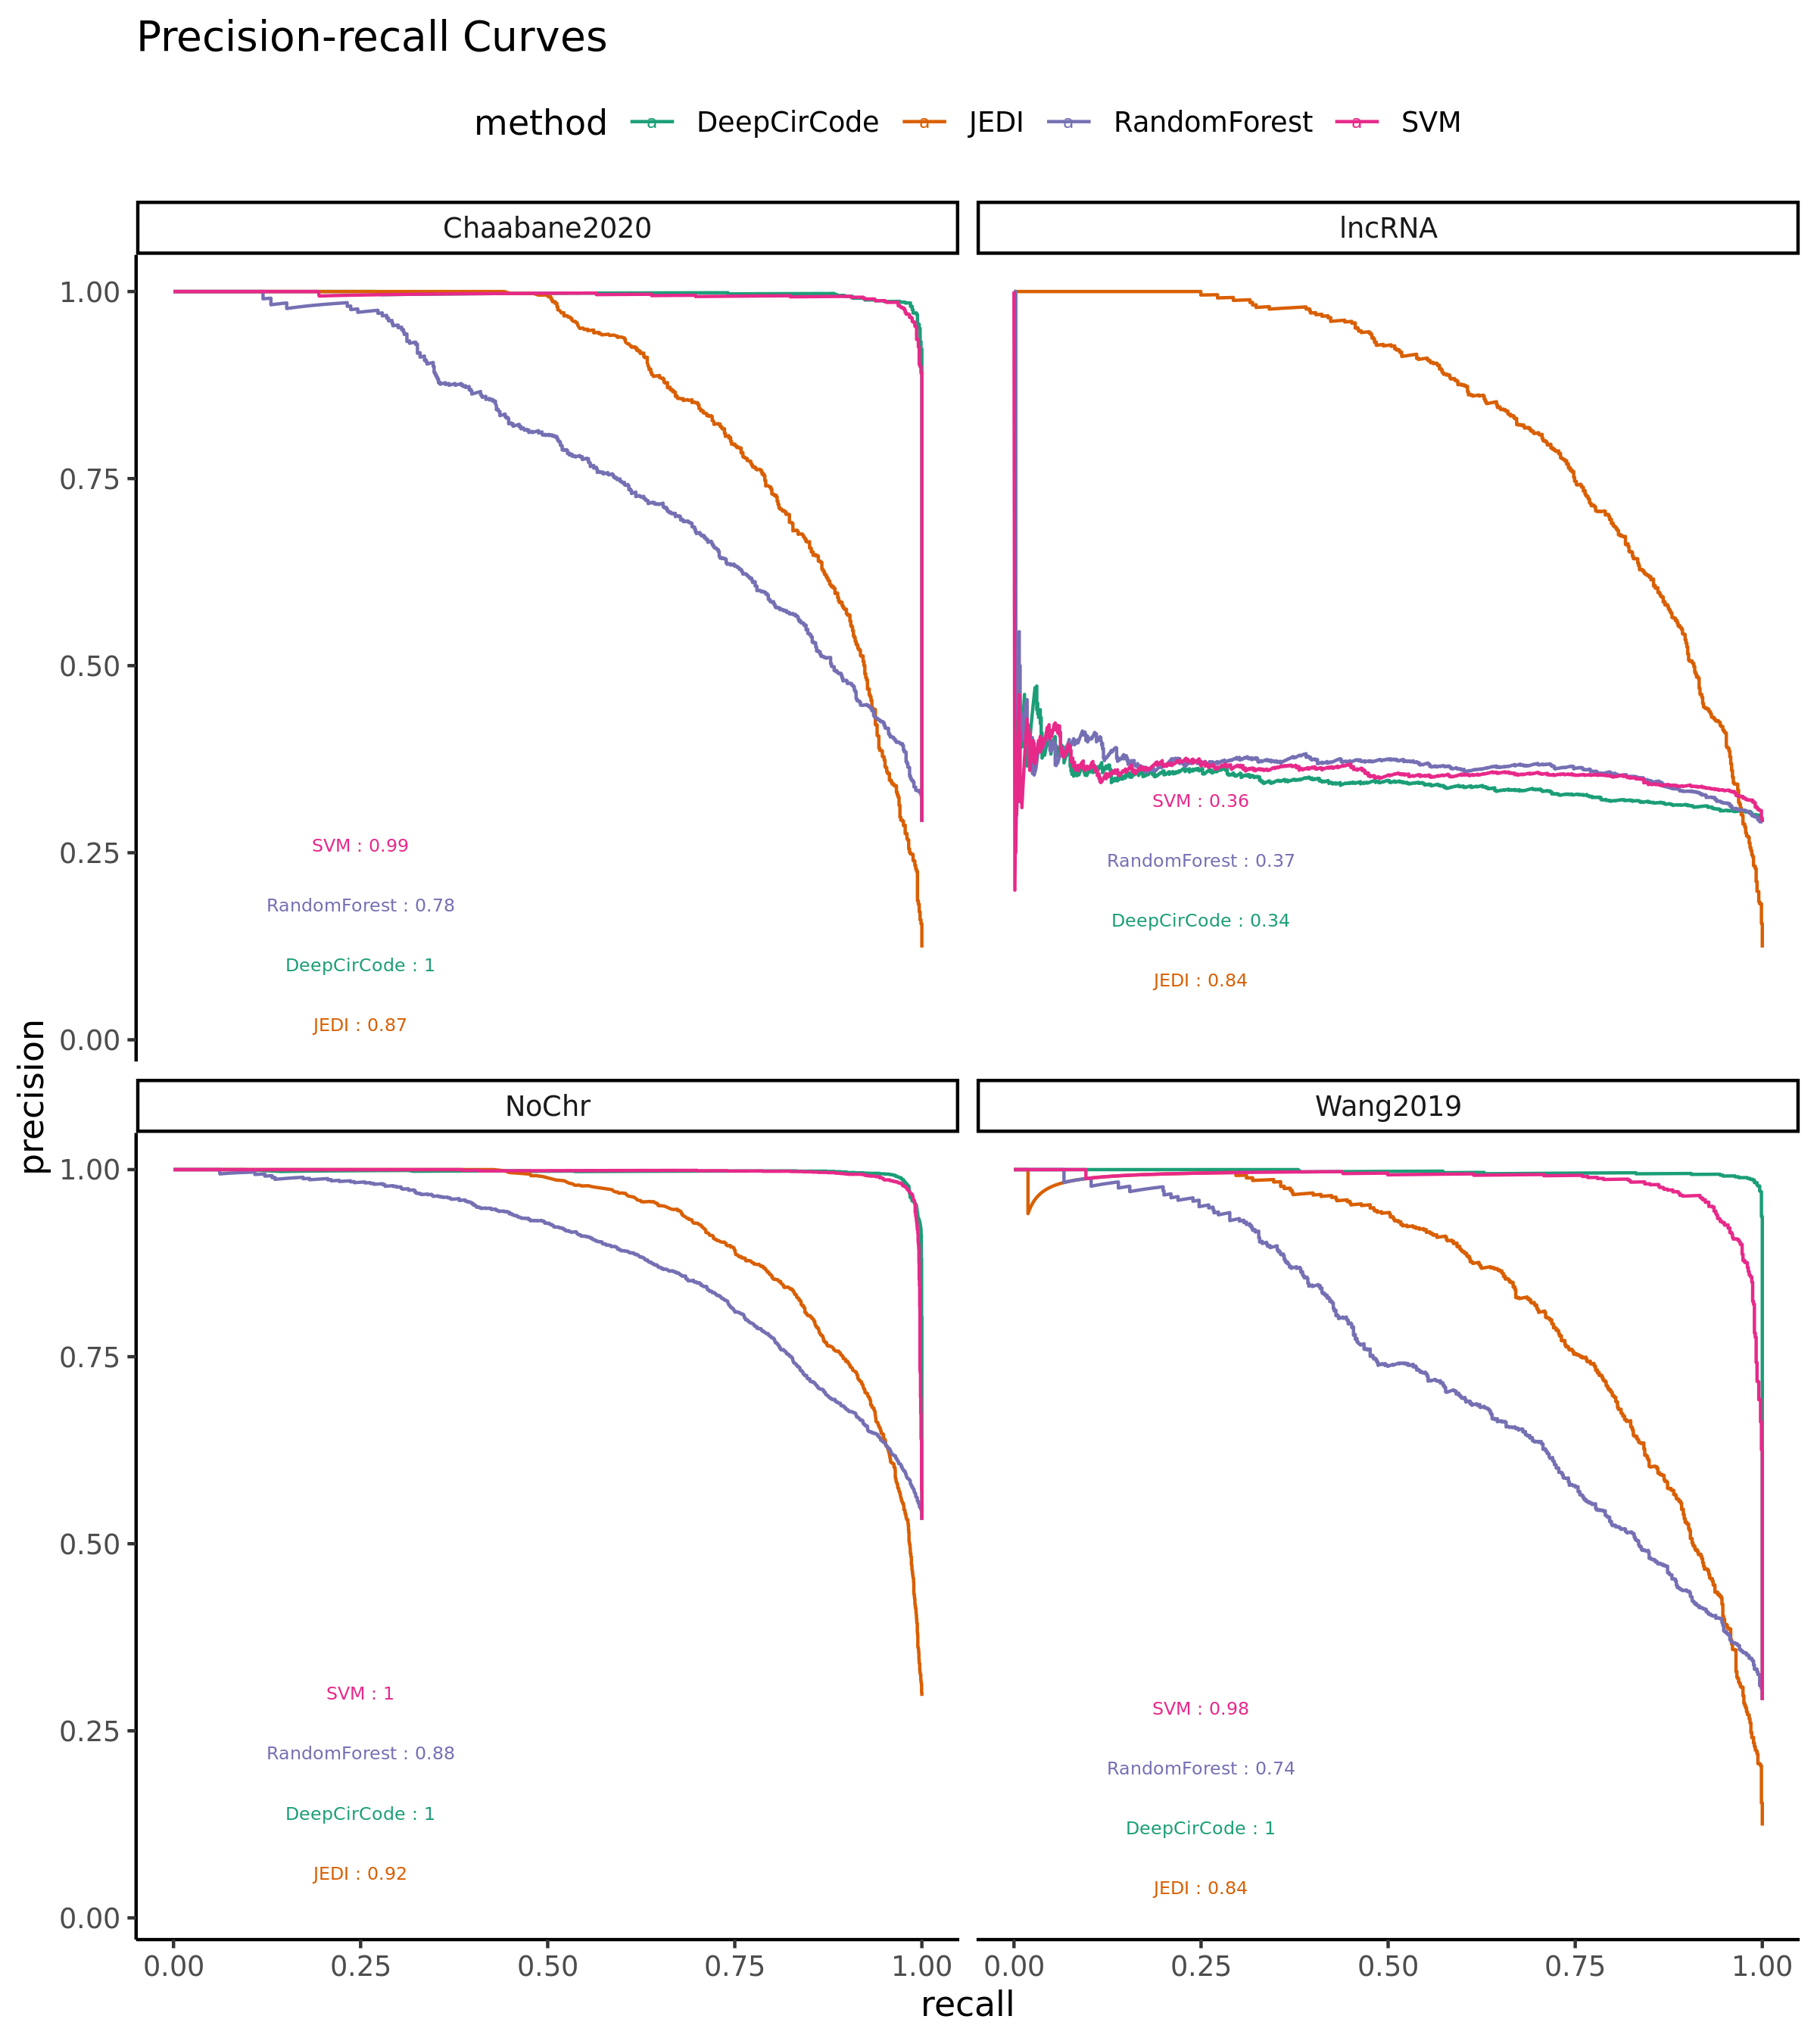 Precision-recall Curves
method a DeepCirCode a JEDI a RandomForest a SVM
Chaabane2020
lncRNA
1.00
0.75
0.50
0.25
0.00
SVM : 0.99
RandomForest : 0.78
DeepCirCode : 1
JEDI : 0.87
SVM : 0.36
RandomForest : 0.37
DeepCirCode : 0.34
JEDI : 0.84
precision
NoChr
Wang2019
1.00
0.75
0.50
0.25
0.00
SVM : 1
RandomForest : 0.88
DeepCirCode : 1
JEDI : 0.92
SVM : 0.98
RandomForest : 0.74
DeepCirCode : 1
JEDI : 0.84
0.00 0.25 0.50 0.75 1.00
0.00 0.25 0.50 0.75 1.00
recall